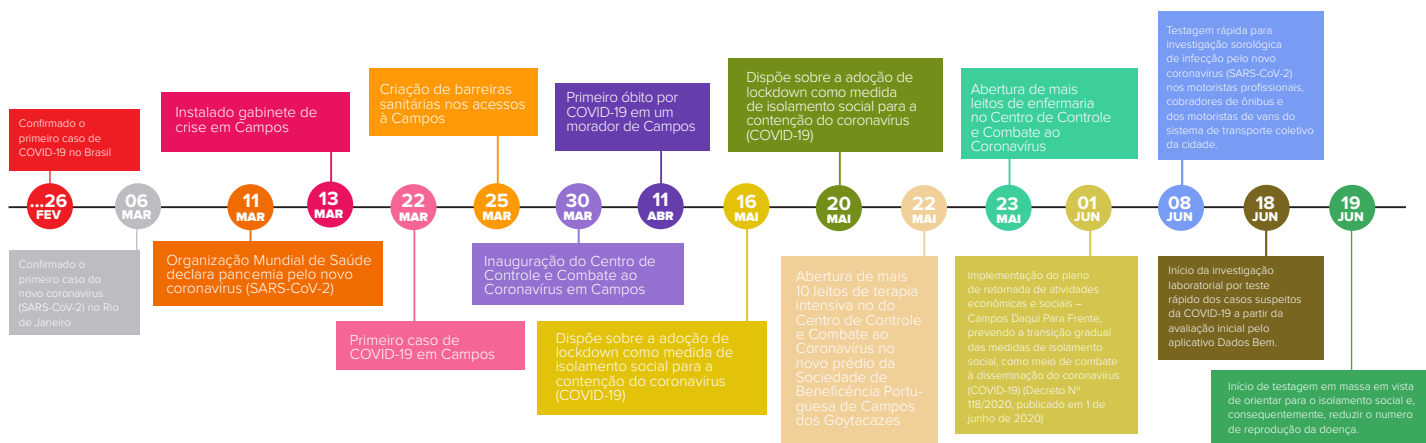 ...26
FEV
Confirmado o
primeiro caso de
COVID-19 no Brasil
06
MAR
Confirmado o
primeiro caso do
novo coronavírus
(SARS-CoV-2) no Rio
de Janeiro
11
MAR
Organização Mundial de Saúde
declara pancemia pelo novo
coronavírus (SARS-CoV-2)
13
MAR
Instalado gabinete de
crise em Campos
22
MAR
Primeiro caso de
COVID-19 em Campos
25
MAR
Criação de barreiras
sanitárias nos acessos
à Campos
30
MAR
Inauguração do Centro de
Controle e Combate ao
Coronavírus em Campos
11
ABR
Primeiro óbito por
COVID-19 em um
morador de Campos
16
MAI
Dispõe sobre a adoção de
lockdown como medida de
isolamento social para a
contenção do coronavírus
(COVID-19)
20
MAI
Dispõe sobre a adoção de
lockdown como medida
de isolamento social para a
contenção do coronavírus
(COVID-19)
22
MAI
Abertura de mais
10 leitos de terapia
intensiva no do
Centro de Controle
e Combate ao
Coronavírus no
novo prédio da
Sociedade de
Beneficência Portu-
guesa de Campos
dos Goytacazes
23
MAI
Abertura de mais
leitos de enfermaria
no Centro de Controle
e Combate ao
Coronavírus
01
JUN
Implementação do plano
de retomada de atividades
econômicas e sociais –
Campos Daqui Para Frente,
prevendo a transição gradual
das medidas de isolamento
social, como meio de combate
à disseminação do coronavírus
(COVID-19) (Decreto Nº
118/2020, publicado em 1 de
junho de 2020)
08
JUN
Testagem rápida para
investigação sorológica
de infecção pelo novo
coronavírus (SARS-CoV-2)
nos motoristas profissionais,
cobradores de ônibus e
dos motoristas de vans do
sistema de transporte coletivo
da cidade.
18
JUN
Início da investigação
laboratorial por teste
rápido dos casos suspeitos
da COVID-19 a partir da
avaliação inicial pelo
aplicativo Dados Bem.
19
JUN
Início de testagem em massa em vista
de orientar para o isolamento social e,
consequentemente, reduzir o numero
de reprodução da doença.